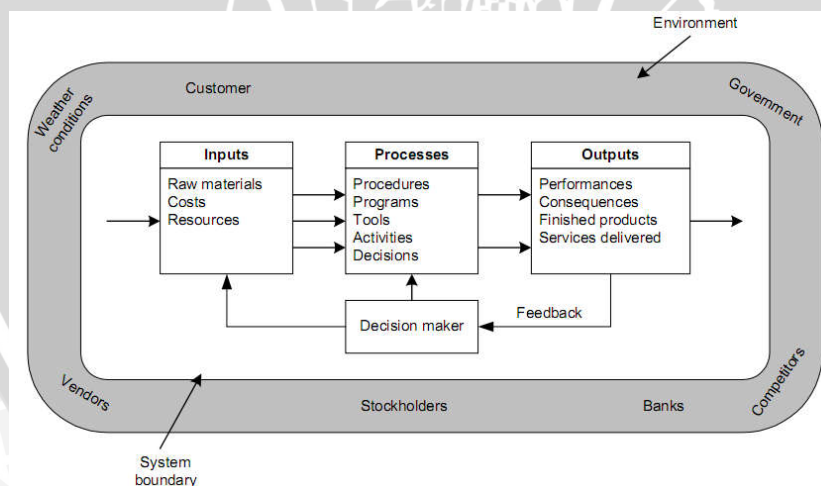 Environment
Customer
Government
Weather
conditions
Inputs
Raw materials
Costs
Resources
Processes
Procedures
Programs
Tools
Activities
Decisions
Outputs
Performances
Consequences
Finished products
Services delivered
Decision maker
Feedback
Vendors
Stockholders
Banks
Competitors
System
boundary